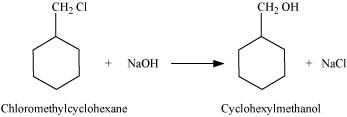 CH₂ Cl
CH₂ OH
+ NaOH + NaCl
Chloromethylcyclohexane Cyclohexylmethanol